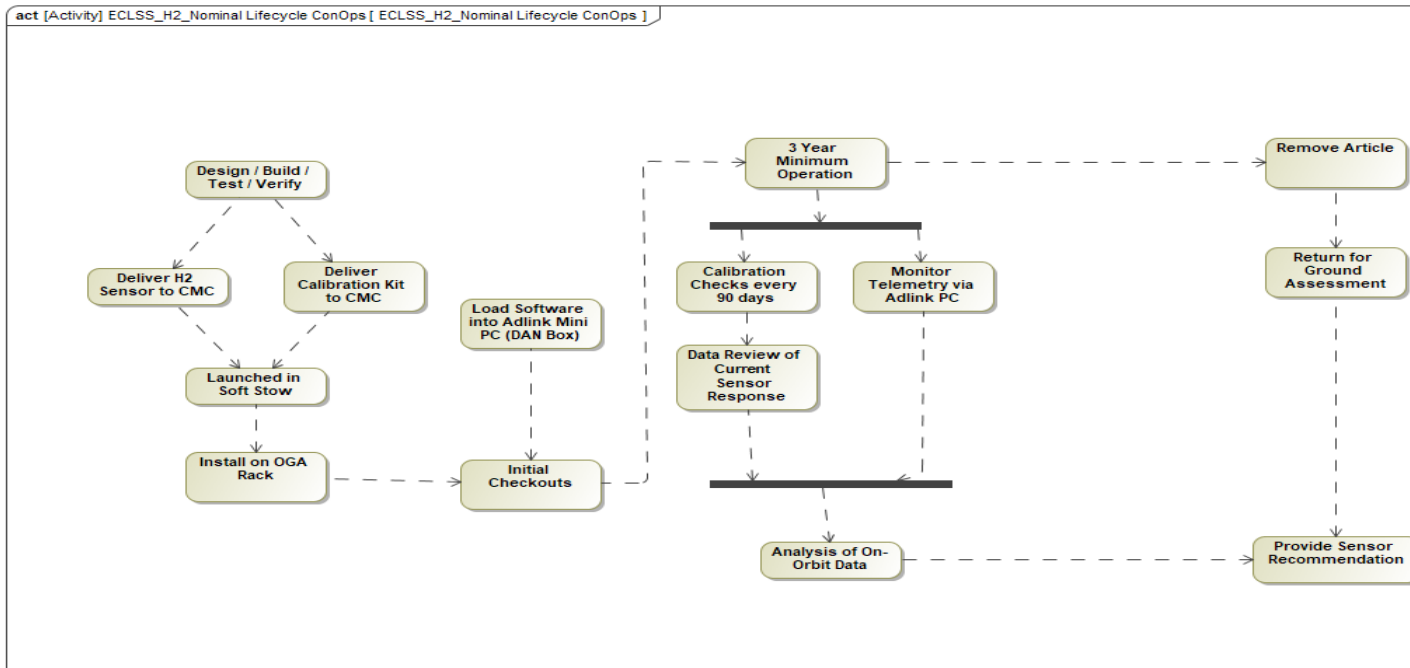 act [Activity] ECLSS_H2_Nominal Lifecycle ConOps [ ECLSS_H2_Nominal Lifecycle ConOps ]
Design / Build /
Test / Verify
Deliver H2
Sensor to CMC
Deliver
Calibration Kit
to CMC
Launched in
Soft Stow
Install on OGA
Rack
Load Software
into Adlink Mini
PC (DAN Box)
Initial
Checkouts
3 Year
Minimum
Operation
Calibration
Checks every
90 days
Monitor
Telemetry via
Adlink PC
Data Review of
Current
Sensor
Response
Analysis of On-
Orbit Data
Remove Article
Return for
Ground
Assessment
Provide Sensor
Recommendation